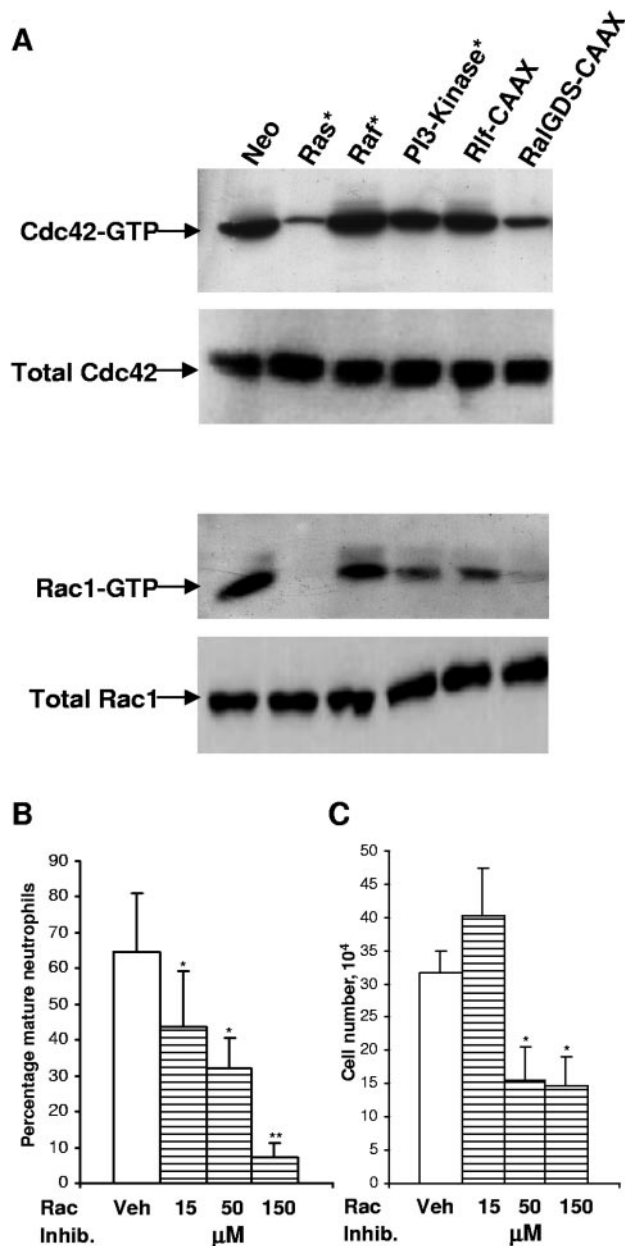 A
Neo Ras* Raf* PI3-Kinase* Rlf-CAAX RalGDS-CAAX
Cdc42-GTP
Total Cdc42
Rac1-GTP
Total Rac1
B
Percentage mature neutrophils
90
80
70
60
50
40
30
20
10
0
*
*
**
Rac Inhib.
Veh 15 50 150
µM
C
Cell number, 10⁴
50
45
40
35
30
25
20
15
10
5
0
*
*
Veh 15 50 150
µM